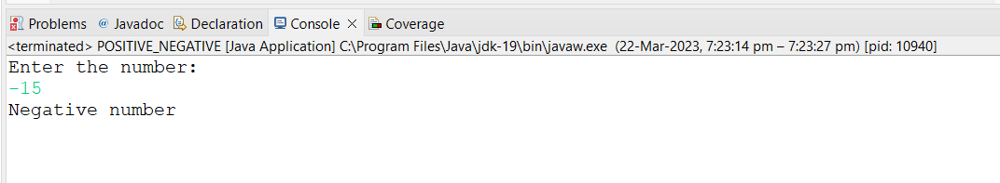 Problems @ Javadoc Declaration Console Coverage
<terminated> POSITIVE_NEGATIVE [Java Application] C:\Program Files\Java\jdk-19\bin\javaw.exe (22-Mar-2023, 7:23:14 pm – 7:23:27 pm) [pid: 10940]
Enter the number:
-15
Negative number